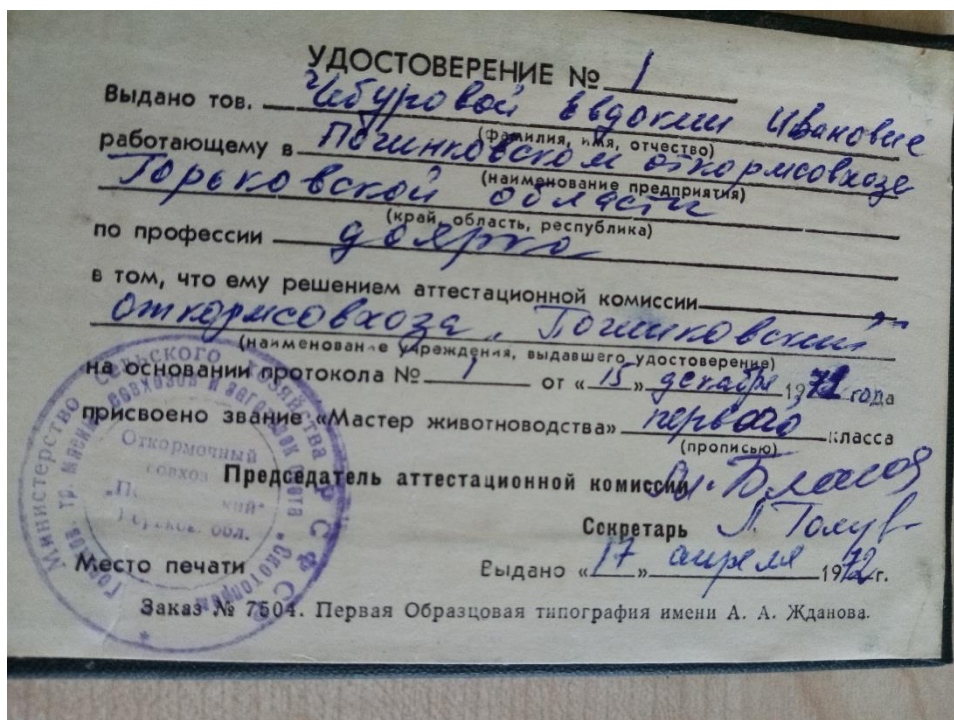 УДОСТОВЕРЕНИЕ № 1
Выдано тов. Чебуровой Евдокии Ивановне
(фамилия, имя, отчество)
работающему в Починковском откормсовхозе
(наименование предприятия)
Горьковской области
(край, область, республика)
по профессии доярка
в том, что ему решением аттестационной комиссии
откормсовхоза „Починковский"
(наименование учреждения, выдавшего удостоверение)
на основании протокола № 1 от «15» декабря 1971 года
присвоено звание «Мастер животноводства» первого класса
(прописью)
Председатель аттестационной комиссии
Секретарь
Место печати Выдано «17» апреля 1972 г.
Заказ № 7504. Первая Образцовая типография имени А. А. Жданова.
Министерство сельского хозяйства РСФСР
Откормочный
совхоз
обл.